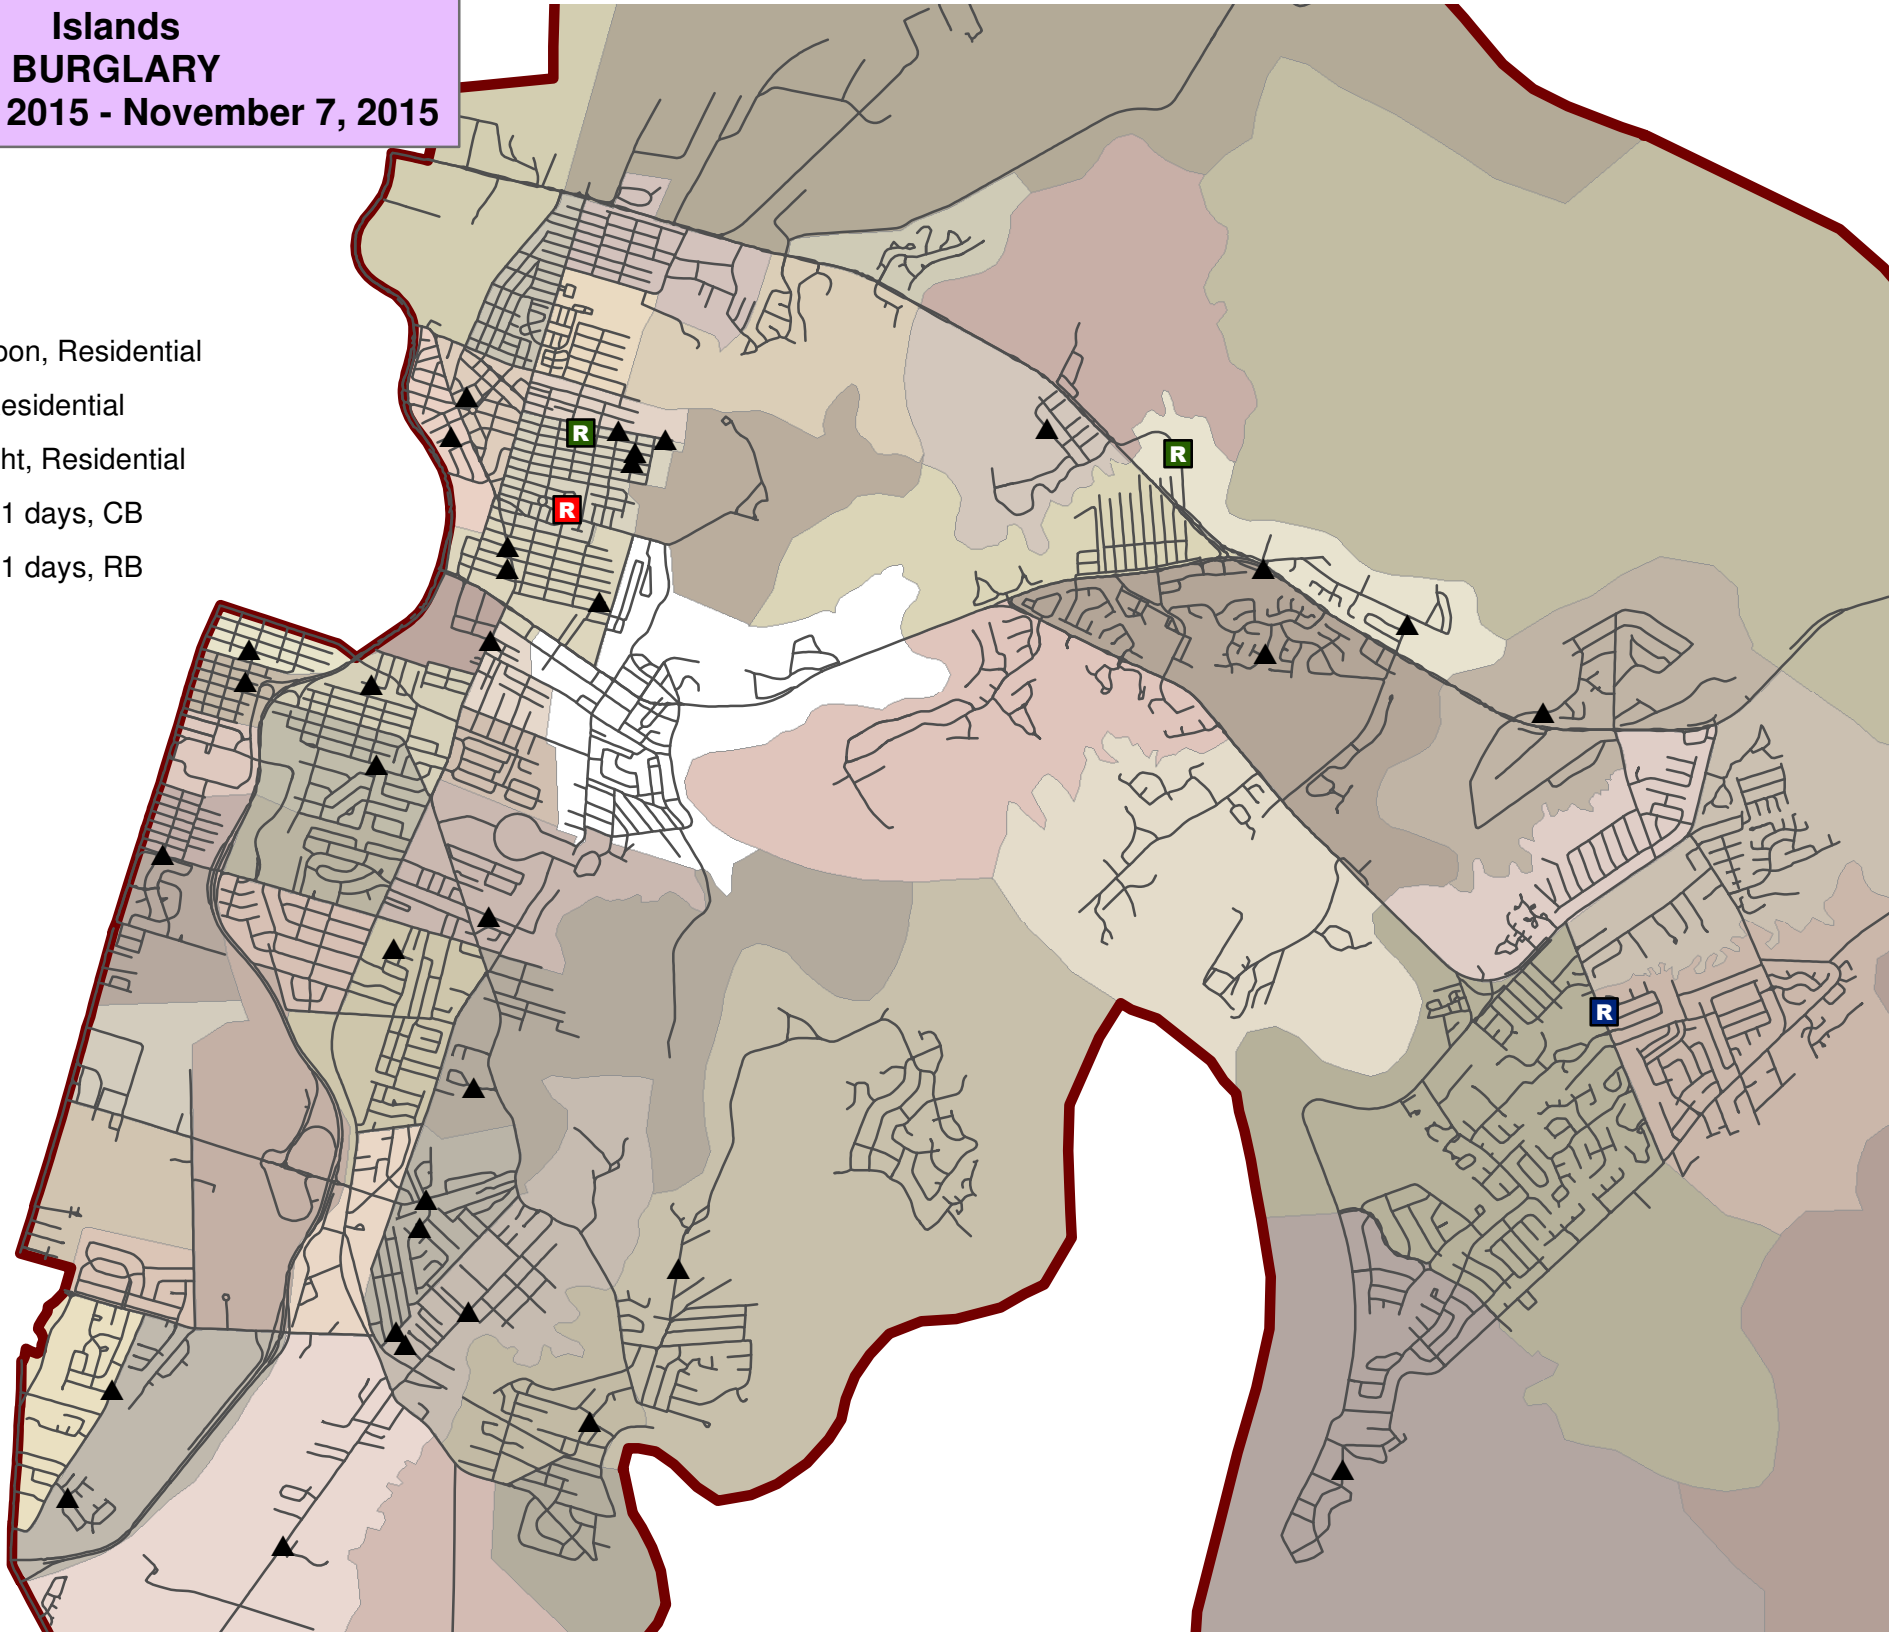 Islands
BURGLARY
2015 - November 7, 2015
oon, Residential
esidential
ht, Residential
1 days, CB
1 days, RB
R
R
R
R